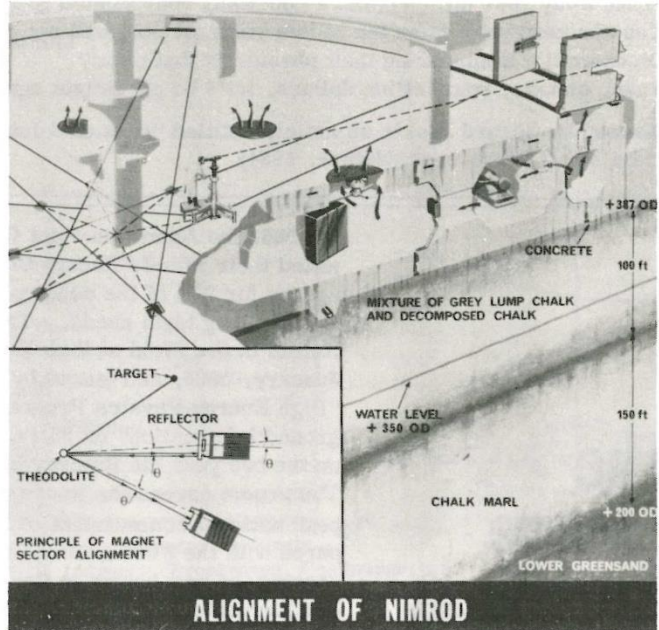 +387 OD
CONCRETE
100 ft
MIXTURE OF GREY LUMP CHALK
AND DECOMPOSED CHALK
WATER LEVEL
+ 350 OD
150 ft
CHALK MARL
+ 200 OD
LOWER GREENSAND
TARGET
REFLECTOR
THEODOLITE
θ
θ
θ
θ
PRINCIPLE OF MAGNET
SECTOR ALIGNMENT
ALIGNMENT OF NIMROD